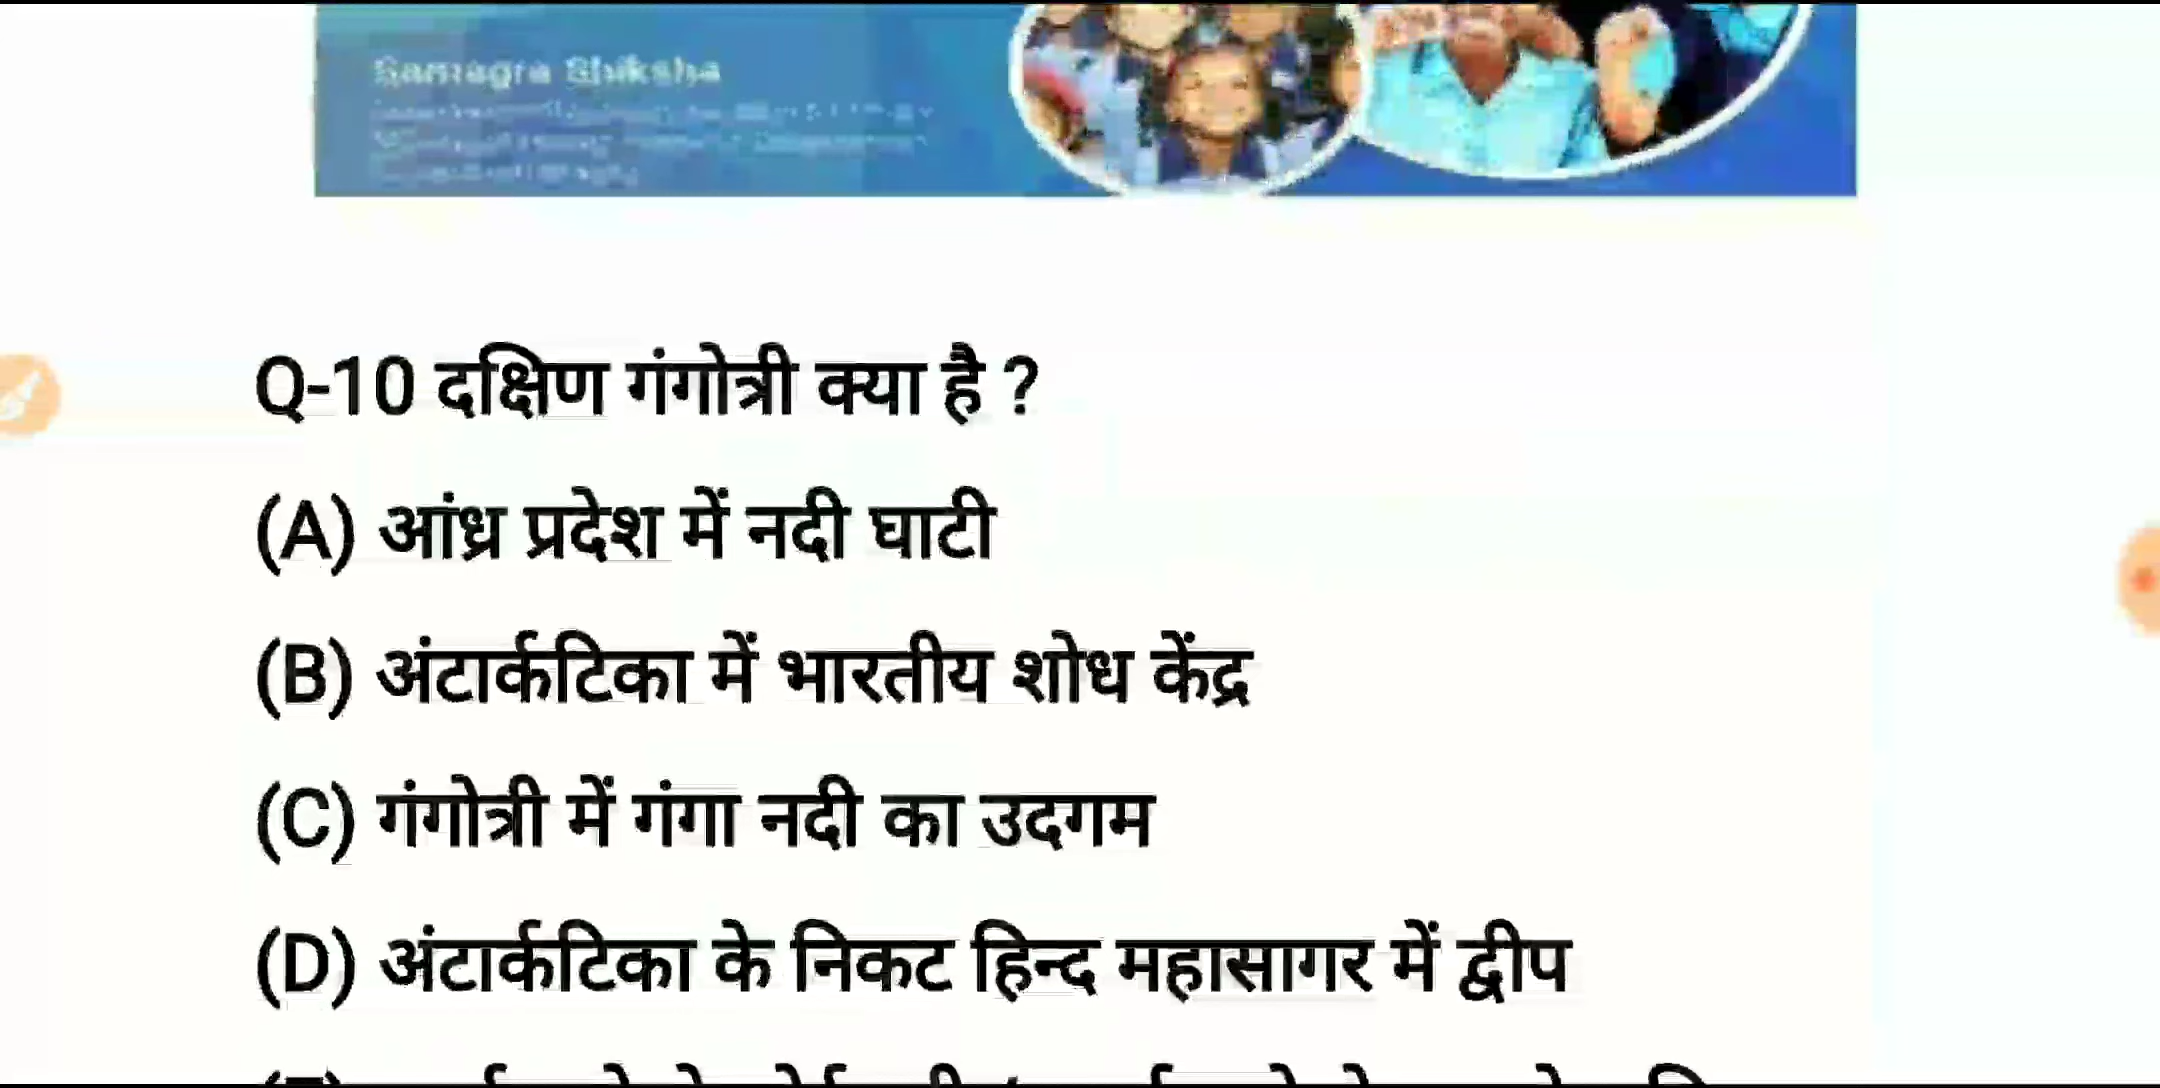 Samagra Shiksha
Q-10 दक्षिण गंगोत्री क्या है ?
(A) आंध्र प्रदेश में नदी घाटी
(B) अंटार्कटिका में भारतीय शोध केंद्र
(C) गंगोत्री में गंगा नदी का उदगम
(D) अंटार्कटिका के निकट हिन्द महासागर में द्वीप